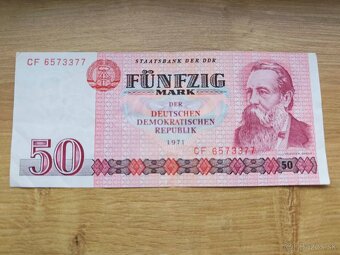 STAATSBANK DER DDR
CF 6573377
FÜNFZIG
MARK
DER
DEUTSCHEN
DEMOKRATISCHEN
REPUBLIK
1971
CF 6573377
50
50